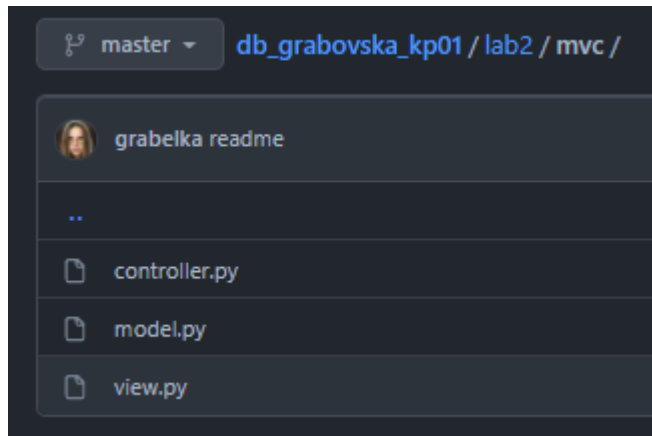 master db_grabovska_kp01 / lab2 / mvc /
grabelka readme
..
controller.py
model.py
view.py